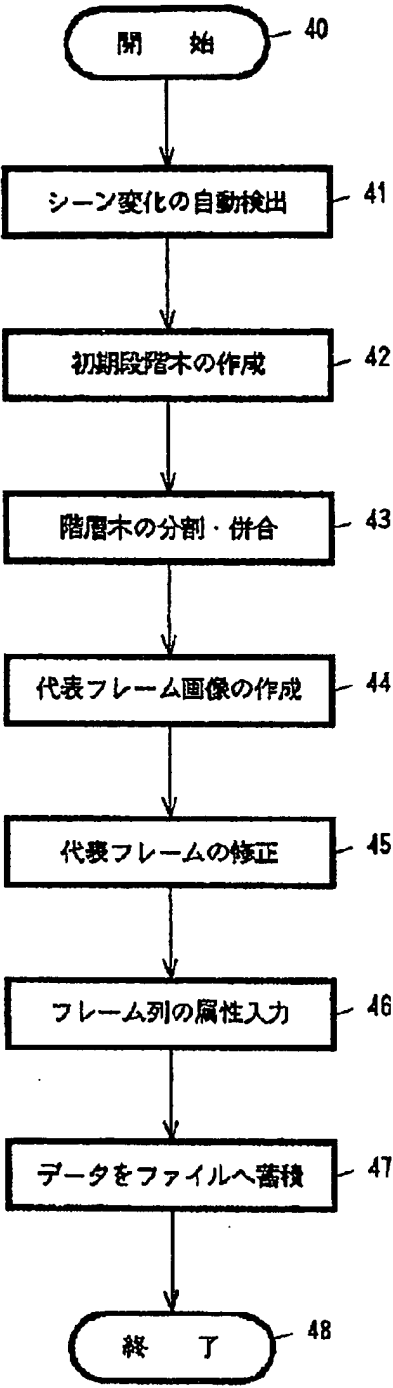 開 始 40
シーン変化の自動検出 41
初期段階木の作成 42
階層木の分割・併合 43
代表フレーム画像の作成 44
代表フレームの修正 45
フレーム列の属性入力 46
データをファイルへ蓄積 47
終 了 48